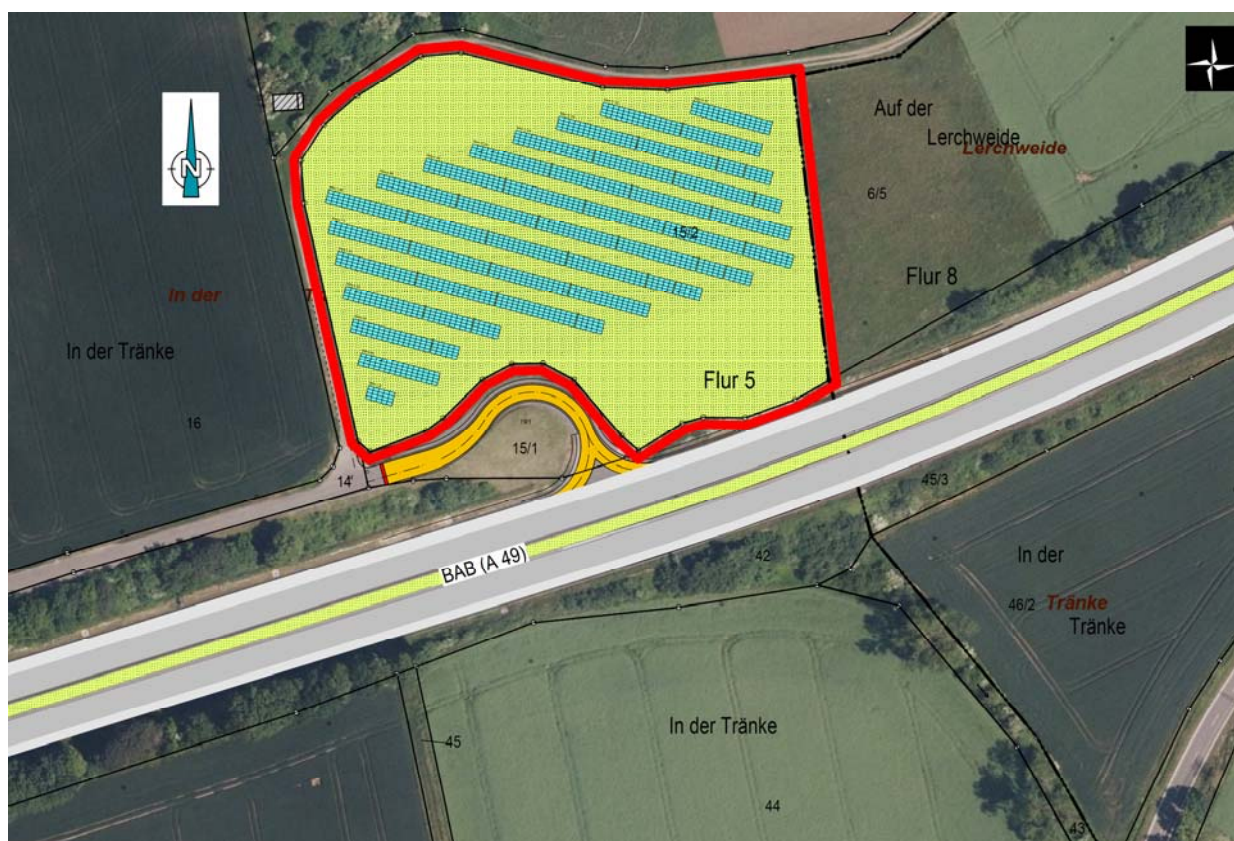 N
Auf der
Lerchweide
Lerchweide
6/5
15/2
Flur 8
In der
T
In der Tränke
16
Flur 5
15/1
14'
45/3
BAB (A 49)
42
In der
46/2
Tränke
Tränke
In der Tränke
45
44
43